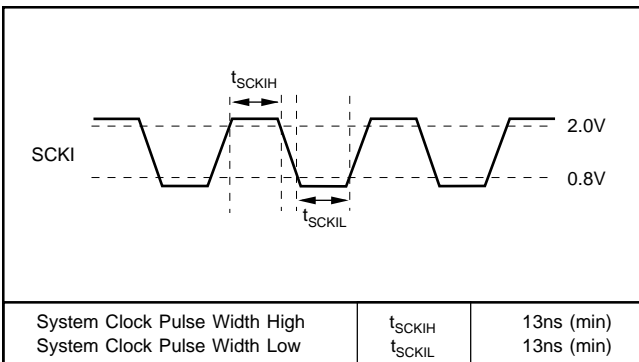 tSCKIH
2.0V
SCKI
0.8V
tSCKIL
System Clock Pulse Width High tSCKIH 13ns (min)
System Clock Pulse Width Low tSCKIL 13ns (min)